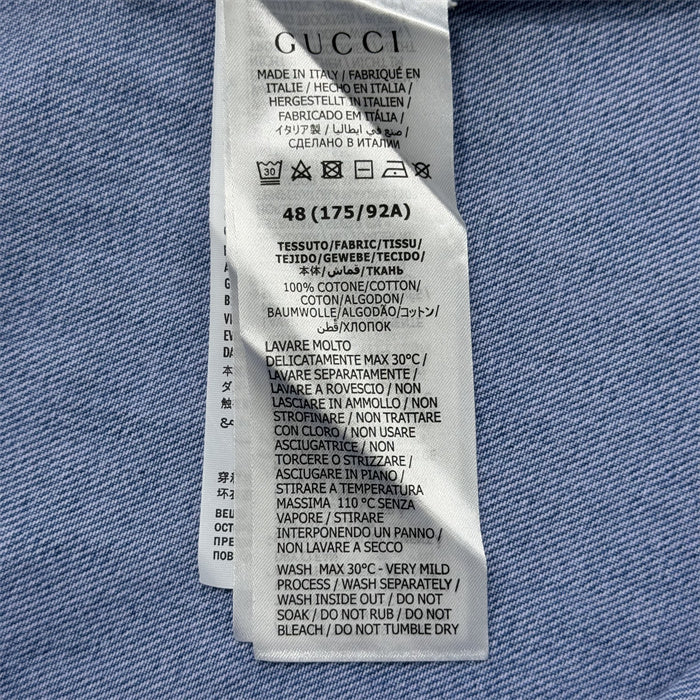 GUCCI
MADE IN ITALY / FABRIQUÉ EN
ITALIE / HECHO EN ITALIA /
HERGESTELLT IN ITALIEN /
FABRICADO EM ITÁLIA /
イタリア製 / صنع في ايطاليا /
СДЕЛАНО В ИТАЛИИ
30
48 (175/92A)
TESSUTO/FABRIC/TISSU/
TEJIDO/GEWEBE/TECIDO/
本体/قماش/ТКАНЬ
100% COTONE/COTTON/
COTON/ALGODON/
BAUMWOLLE/ALGODÃO/コットン/
قطن/ХЛОПОК
LAVARE MOLTO
DELICATAMENTE MAX 30°C /
LAVARE SEPARATAMENTE /
LAVARE A ROVESCIO / NON
LASCIARE IN AMMOLLO / NON
STROFINARE / NON TRATTARE
CON CLORO / NON USARE
ASCIUGATRICE / NON
TORCERE O STRIZZARE /
ASCIUGARE IN PIANO /
STIRARE A TEMPERATURA
MASSIMA 110 °C SENZA
VAPORE / STIRARE
INTERPONENDO UN PANNO /
NON LAVARE A SECCO
WASH MAX 30°C - VERY MILD
PROCESS / WASH SEPARATELY /
WASH INSIDE OUT / DO NOT
SOAK / DO NOT RUB / DO NOT
BLEACH / DO NOT TUMBLE DRY